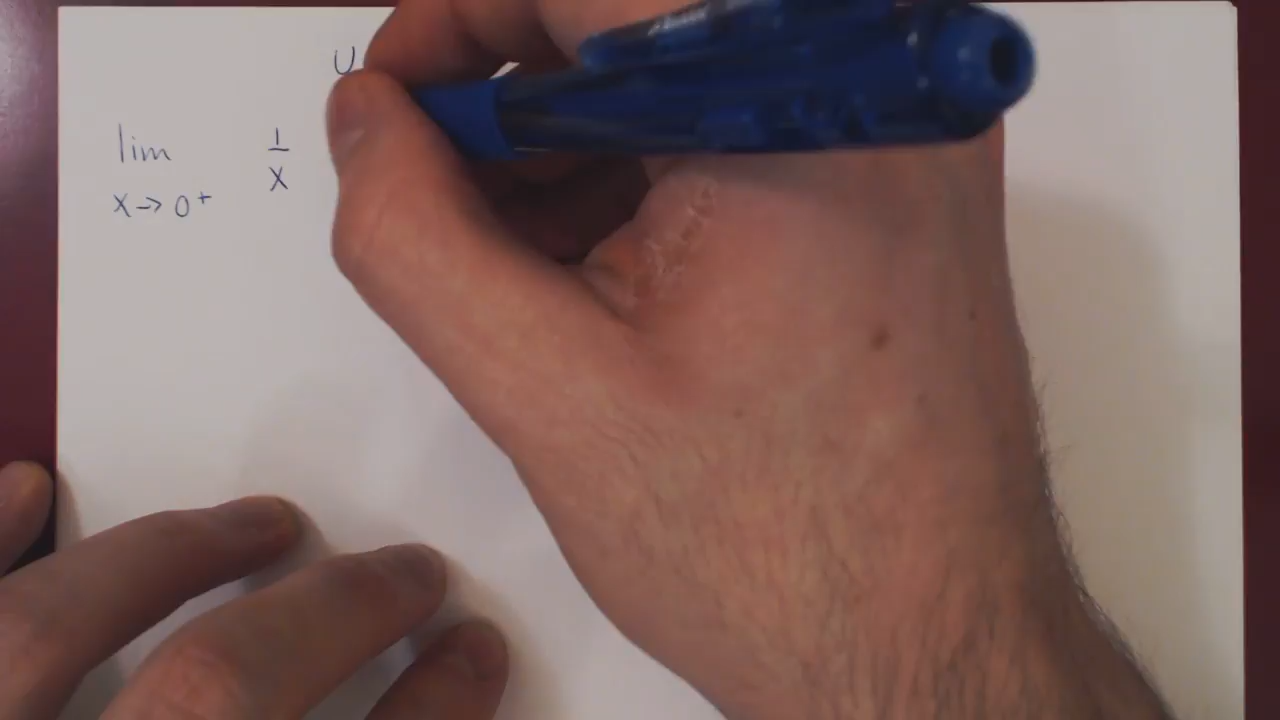 U
lim 1/x
x → 0⁺